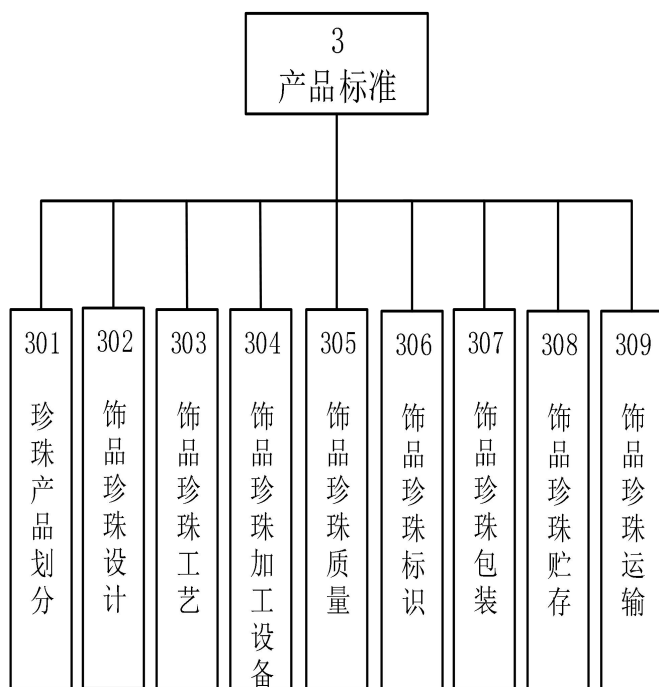 3
产品标准
301
珍珠产品划分
302
饰品珍珠设计
303
饰品珍珠工艺
304
饰品珍珠加工设备
305
饰品珍珠质量
306
饰品珍珠标识
307
饰品珍珠包装
308
饰品珍珠贮存
309
饰品珍珠运输